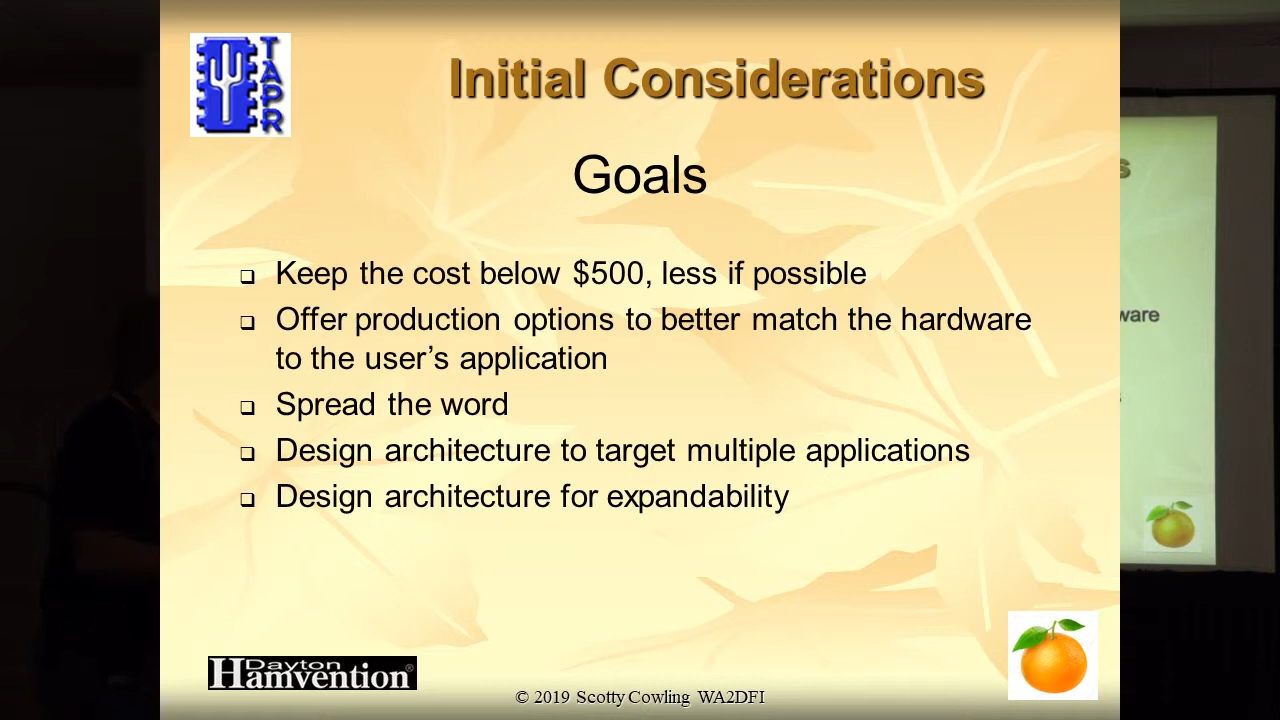 TAPR
Initial Considerations
Goals
Keep the cost below $500, less if possible
Offer production options to better match the hardware
to the user’s application
Spread the word
Design architecture to target multiple applications
Design architecture for expandability
Dayton
Hamvention®
© 2019 Scotty Cowling WA2DFI